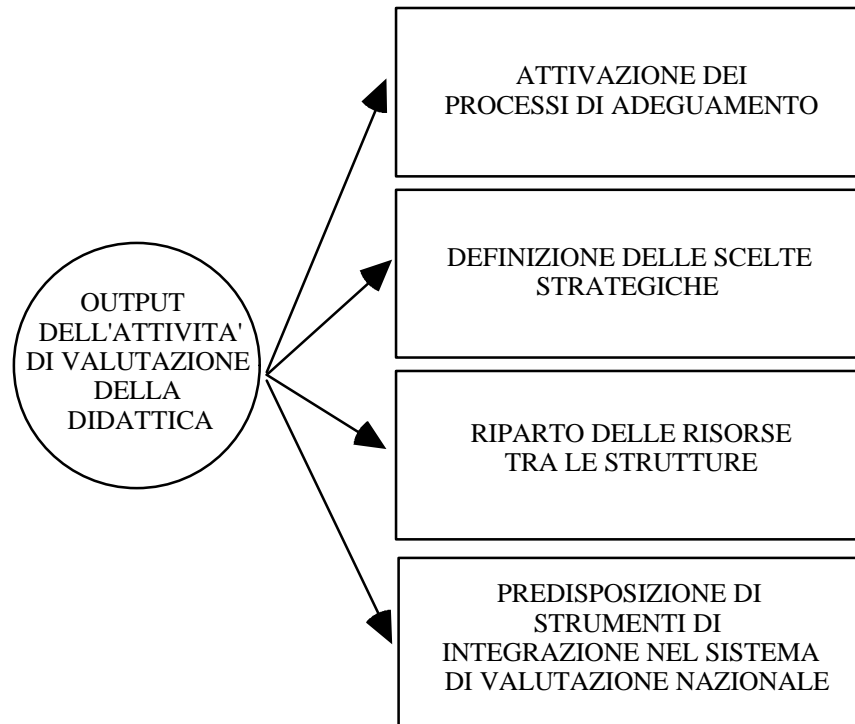 OUTPUT
DELL'ATTIVITA'
DI VALUTAZIONE
DELLA
DIDATTICA
ATTIVAZIONE DEI
PROCESSI DI ADEGUAMENTO
DEFINIZIONE DELLE SCELTE
STRATEGICHE
RIPARTO DELLE RISORSE
TRA LE STRUTTURE
PREDISPOSIZIONE DI
STRUMENTI DI
INTEGRAZIONE NEL SISTEMA
DI VALUTAZIONE NAZIONALE